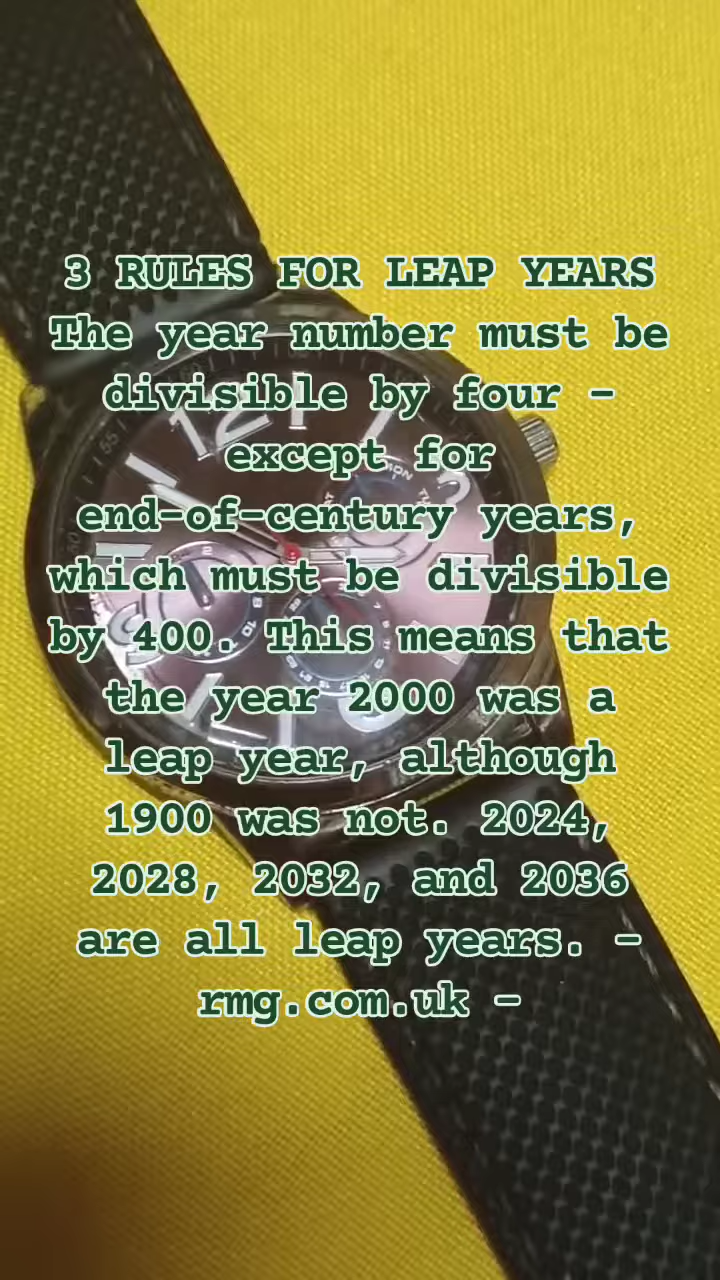 3 RULES FOR LEAP YEARS
The year number must be
divisible by four –
except for
end-of-century years,
which must be divisible
by 400. This means that
the year 2000 was a
leap year, although
1900 was not. 2024,
2028, 2032, and 2036
are all leap years. –
rmg.com.uk –
12